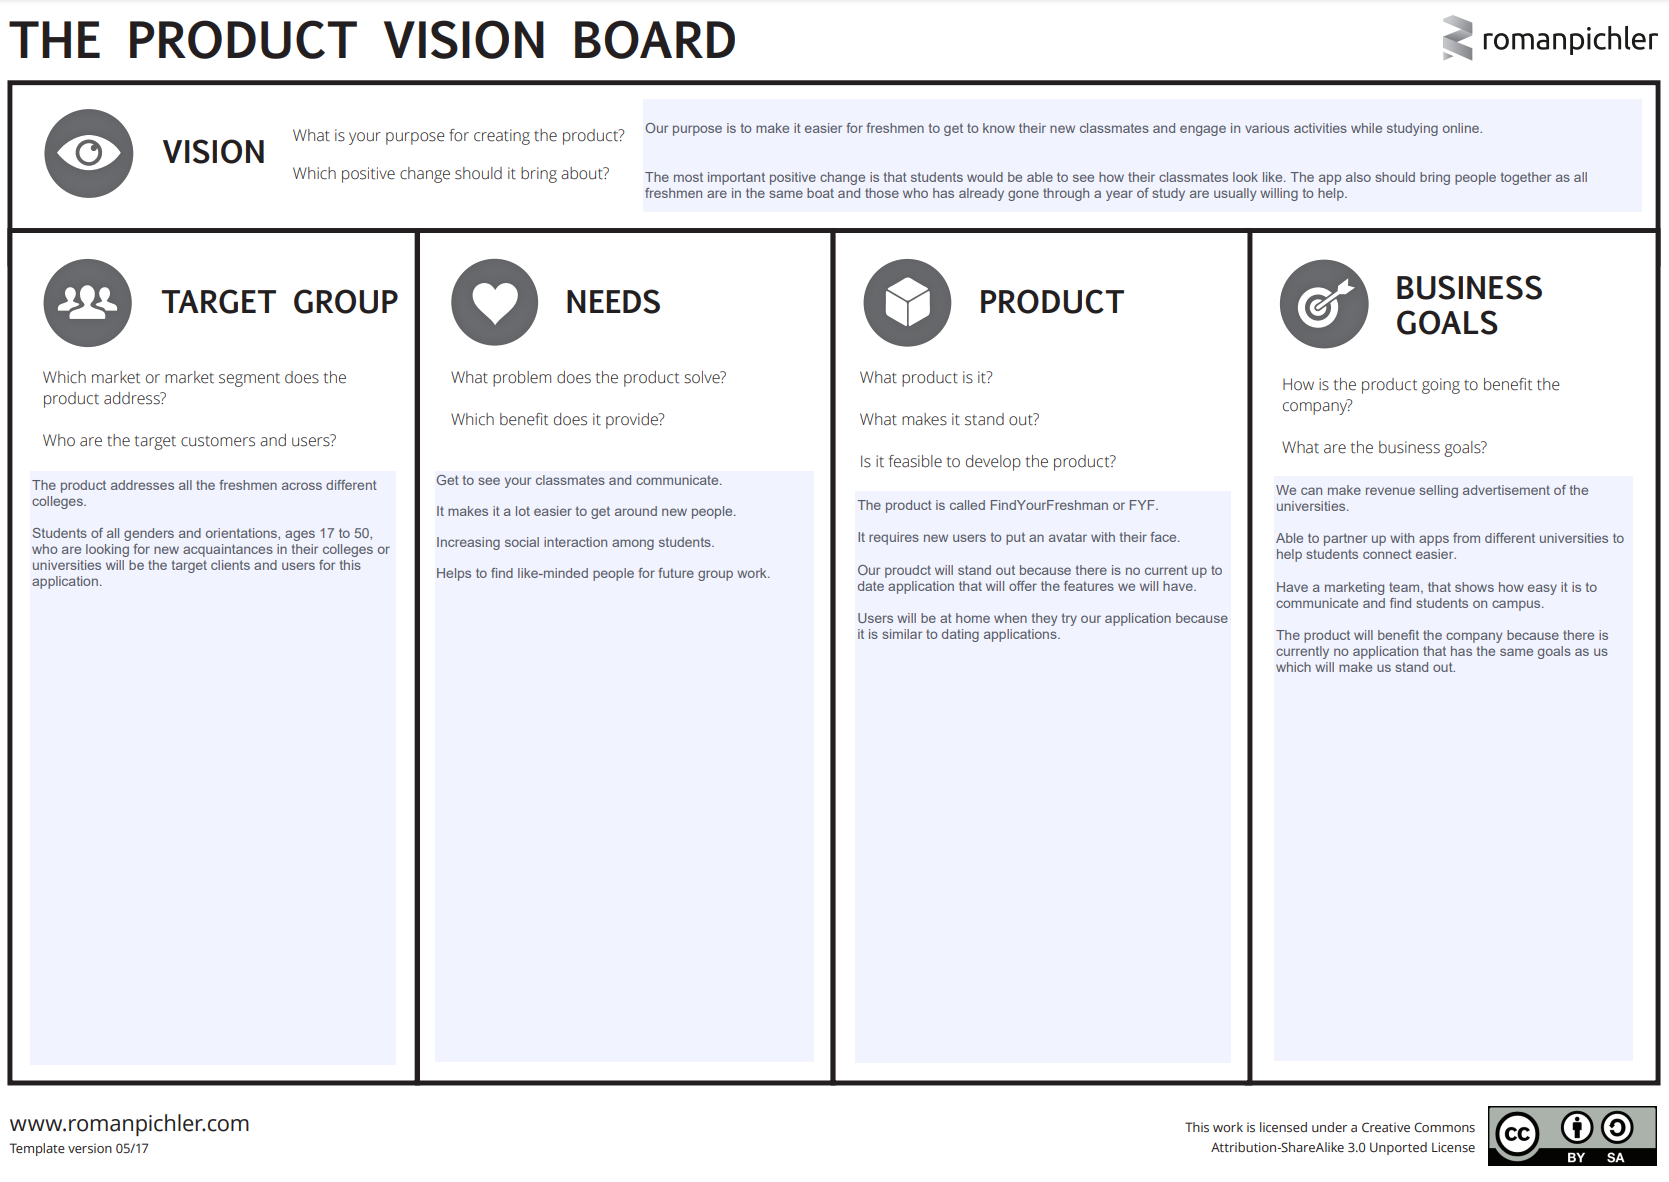 THE PRODUCT VISION BOARD
romanpichler
VISION
What is your purpose for creating the product?
Which positive change should it bring about?
Our purpose is to make it easier for freshmen to get to know their new classmates and engage in various activities while studying online.
The most important positive change is that students would be able to see how their classmates look like. The app also should bring people together as all
freshmen are in the same boat and those who has already gone through a year of study are usually willing to help.
TARGET GROUP
Which market or market segment does the
product address?
Who are the target customers and users?
The product addresses all the freshmen across different
colleges.
Students of all genders and orientations, ages 17 to 50,
who are looking for new acquaintances in their colleges or
universities will be the target clients and users for this
application.
NEEDS
What problem does the product solve?
Which benefit does it provide?
Get to see your classmates and communicate.
It makes it a lot easier to get around new people.
Increasing social interaction among students.
Helps to find like-minded people for future group work.
PRODUCT
What product is it?
What makes it stand out?
Is it feasible to develop the product?
The product is called FindYourFreshman or FYF.
It requires new users to put an avatar with their face.
Our proudct will stand out because there is no current up to
date application that will offer the features we will have.
Users will be at home when they try our application because
it is similar to dating applications.
BUSINESS
GOALS
How is the product going to benefit the
company?
What are the business goals?
We can make revenue selling advertisement of the
universities.
Able to partner up with apps from different universities to
help students connect easier.
Have a marketing team, that shows how easy it is to
communicate and find students on campus.
The product will benefit the company because there is
currently no application that has the same goals as us
which will make us stand out.
www.romanpichler.com
Template version 05/17
This work is licensed under a Creative Commons
Attribution-ShareAlike 3.0 Unported License
cc
BY SA